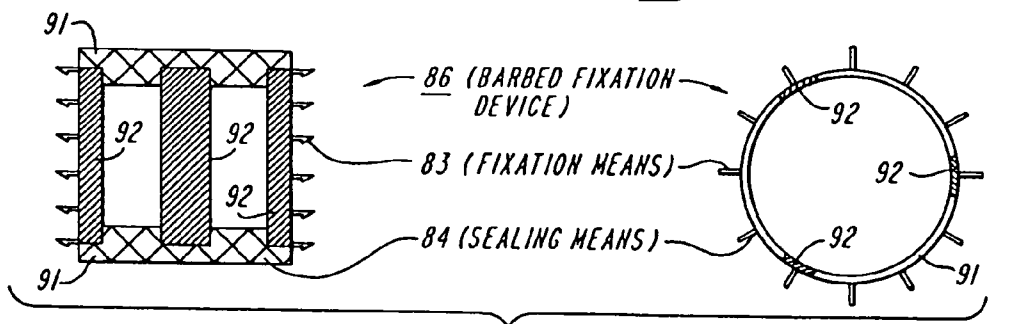 91
86 (BARBED FIXATION
DEVICE)
92
92
92
83 (FIXATION MEANS)
92
92
92
84 (SEALING MEANS)
91
91